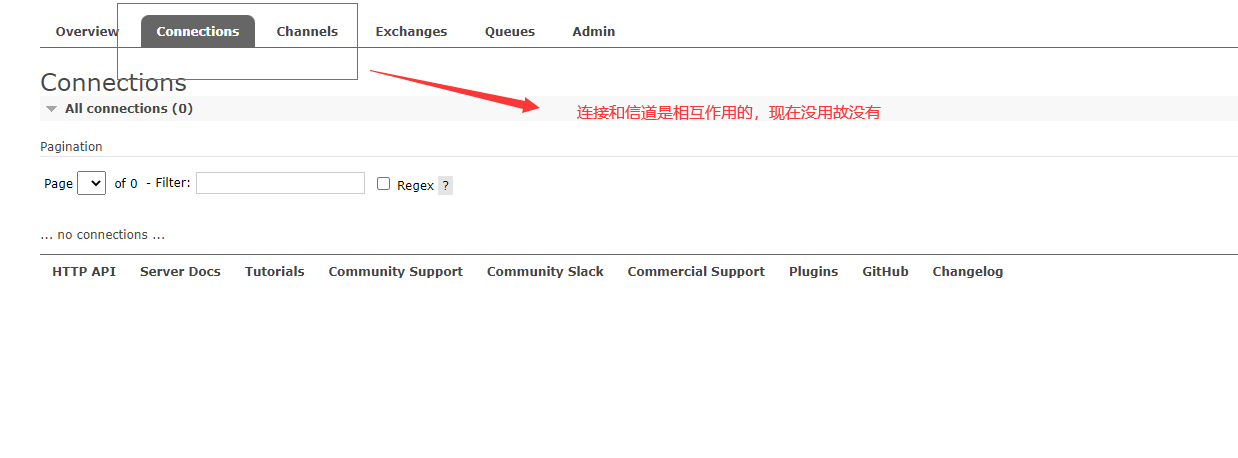 Overview Connections Channels Exchanges Queues Admin
Connections
All connections (0)
连接和信道是相互作用的，现在没用故没有
Pagination
Page of 0 - Filter: Regex ?
... no connections ...
HTTP API Server Docs Tutorials Community Support Community Slack Commercial Support Plugins GitHub Changelog